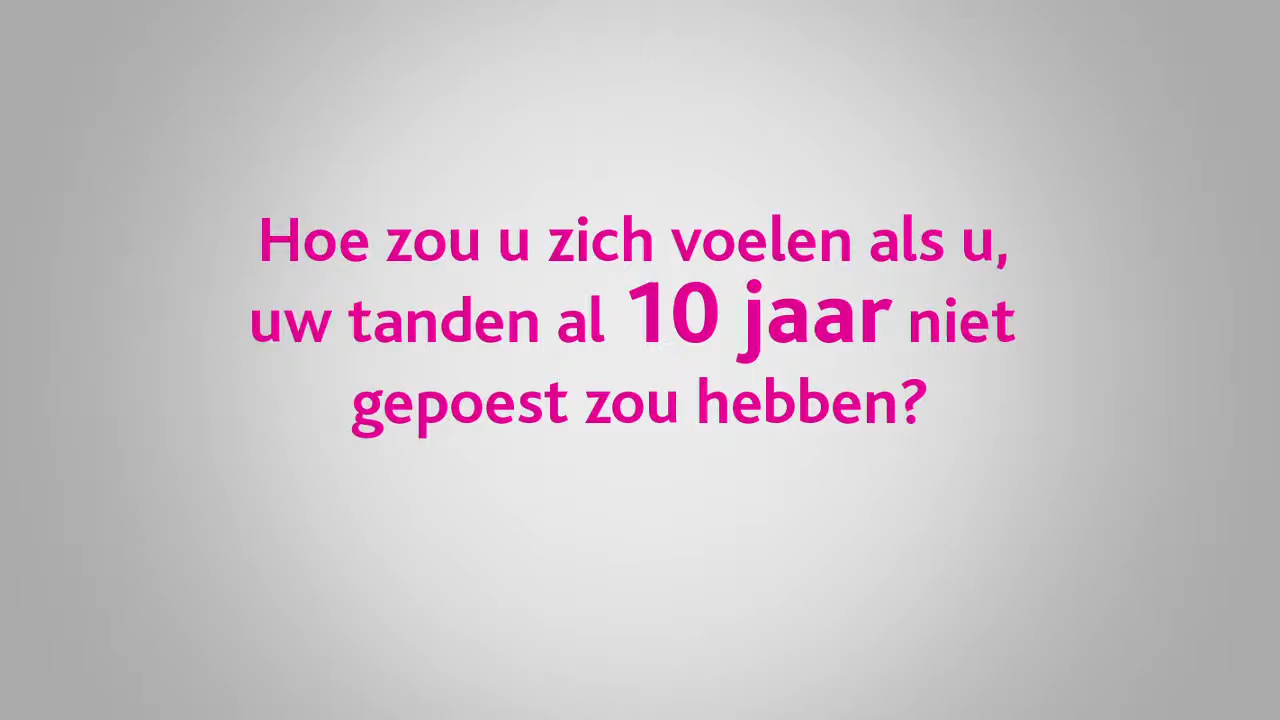 Hoe zou u zich voelen als u,
uw tanden al 10 jaar niet
gepoest zou hebben?